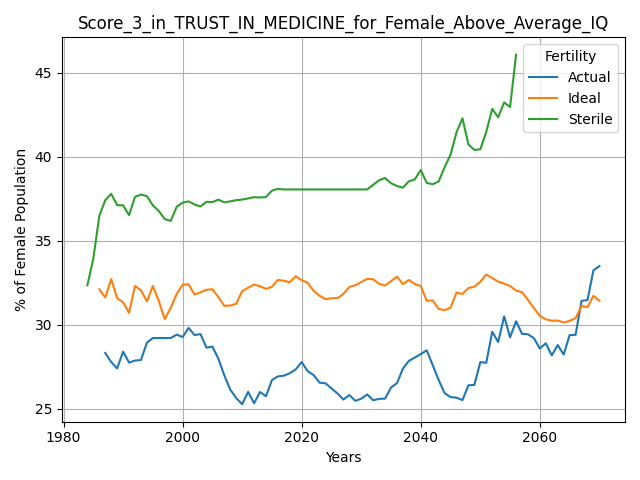 Score_3_in_TRUST_IN_MEDICINE_for_Female_Above_Average_IQ
Fertility
Actual
Ideal
Sterile
% of Female Population
45
40
35
30
25
1980
2000
2020
2040
2060
Years